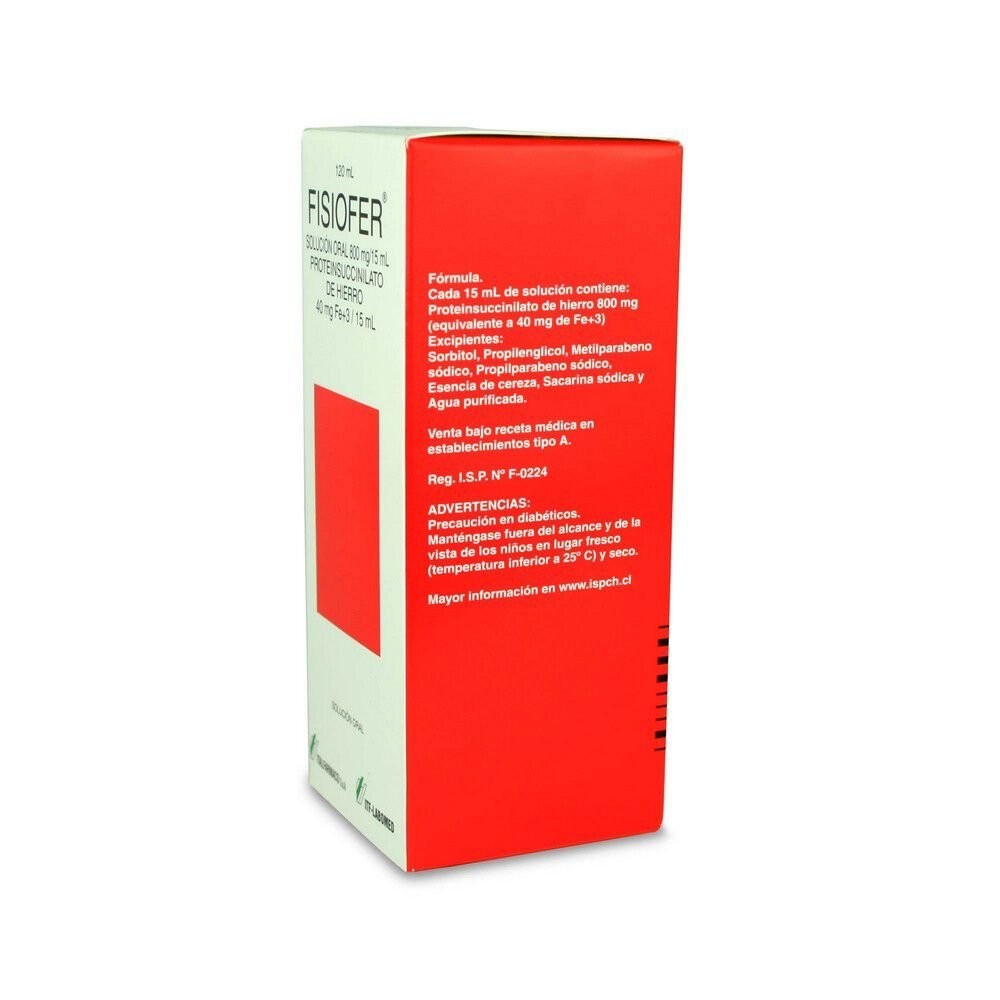 120 mL
FISIOFER®
SOLUCIÓN ORAL 800 mg/15 mL
PROTEINSUCCINILATO
DE HIERRO
40 mg Fe+3 / 15 mL
SOLUCIÓN ORAL
ITALFARMACO
ITF-LABOMED
Fórmula.
Cada 15 mL de solución contiene:
Proteinsuccinilato de hierro 800 mg
(equivalente a 40 mg de Fe+3)
Excipientes:
Sorbitol, Propilenglicol, Metilparabeno
sódico, Propilparabeno sódico,
Esencia de cereza, Sacarina sódica y
Agua purificada.
Venta bajo receta médica en
establecimientos tipo A.
Reg. I.S.P. Nº F-0224
ADVERTENCIAS:
Precaución en diabéticos.
Manténgase fuera del alcance y de la
vista de los niños en lugar fresco
(temperatura inferior a 25º C) y seco.
Mayor información en www.ispch.cl